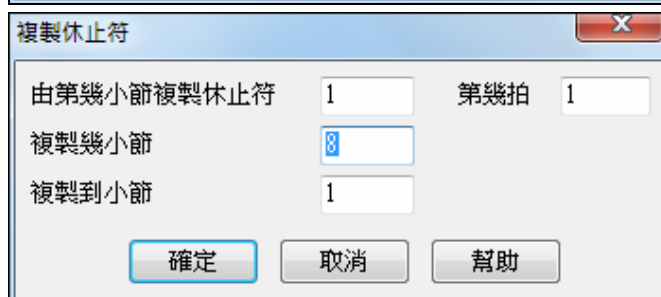 複製休止符
由第幾小節複製休止符 1 第幾拍 1
複製幾小節 8
複製到小節 1
確定 取消 幫助